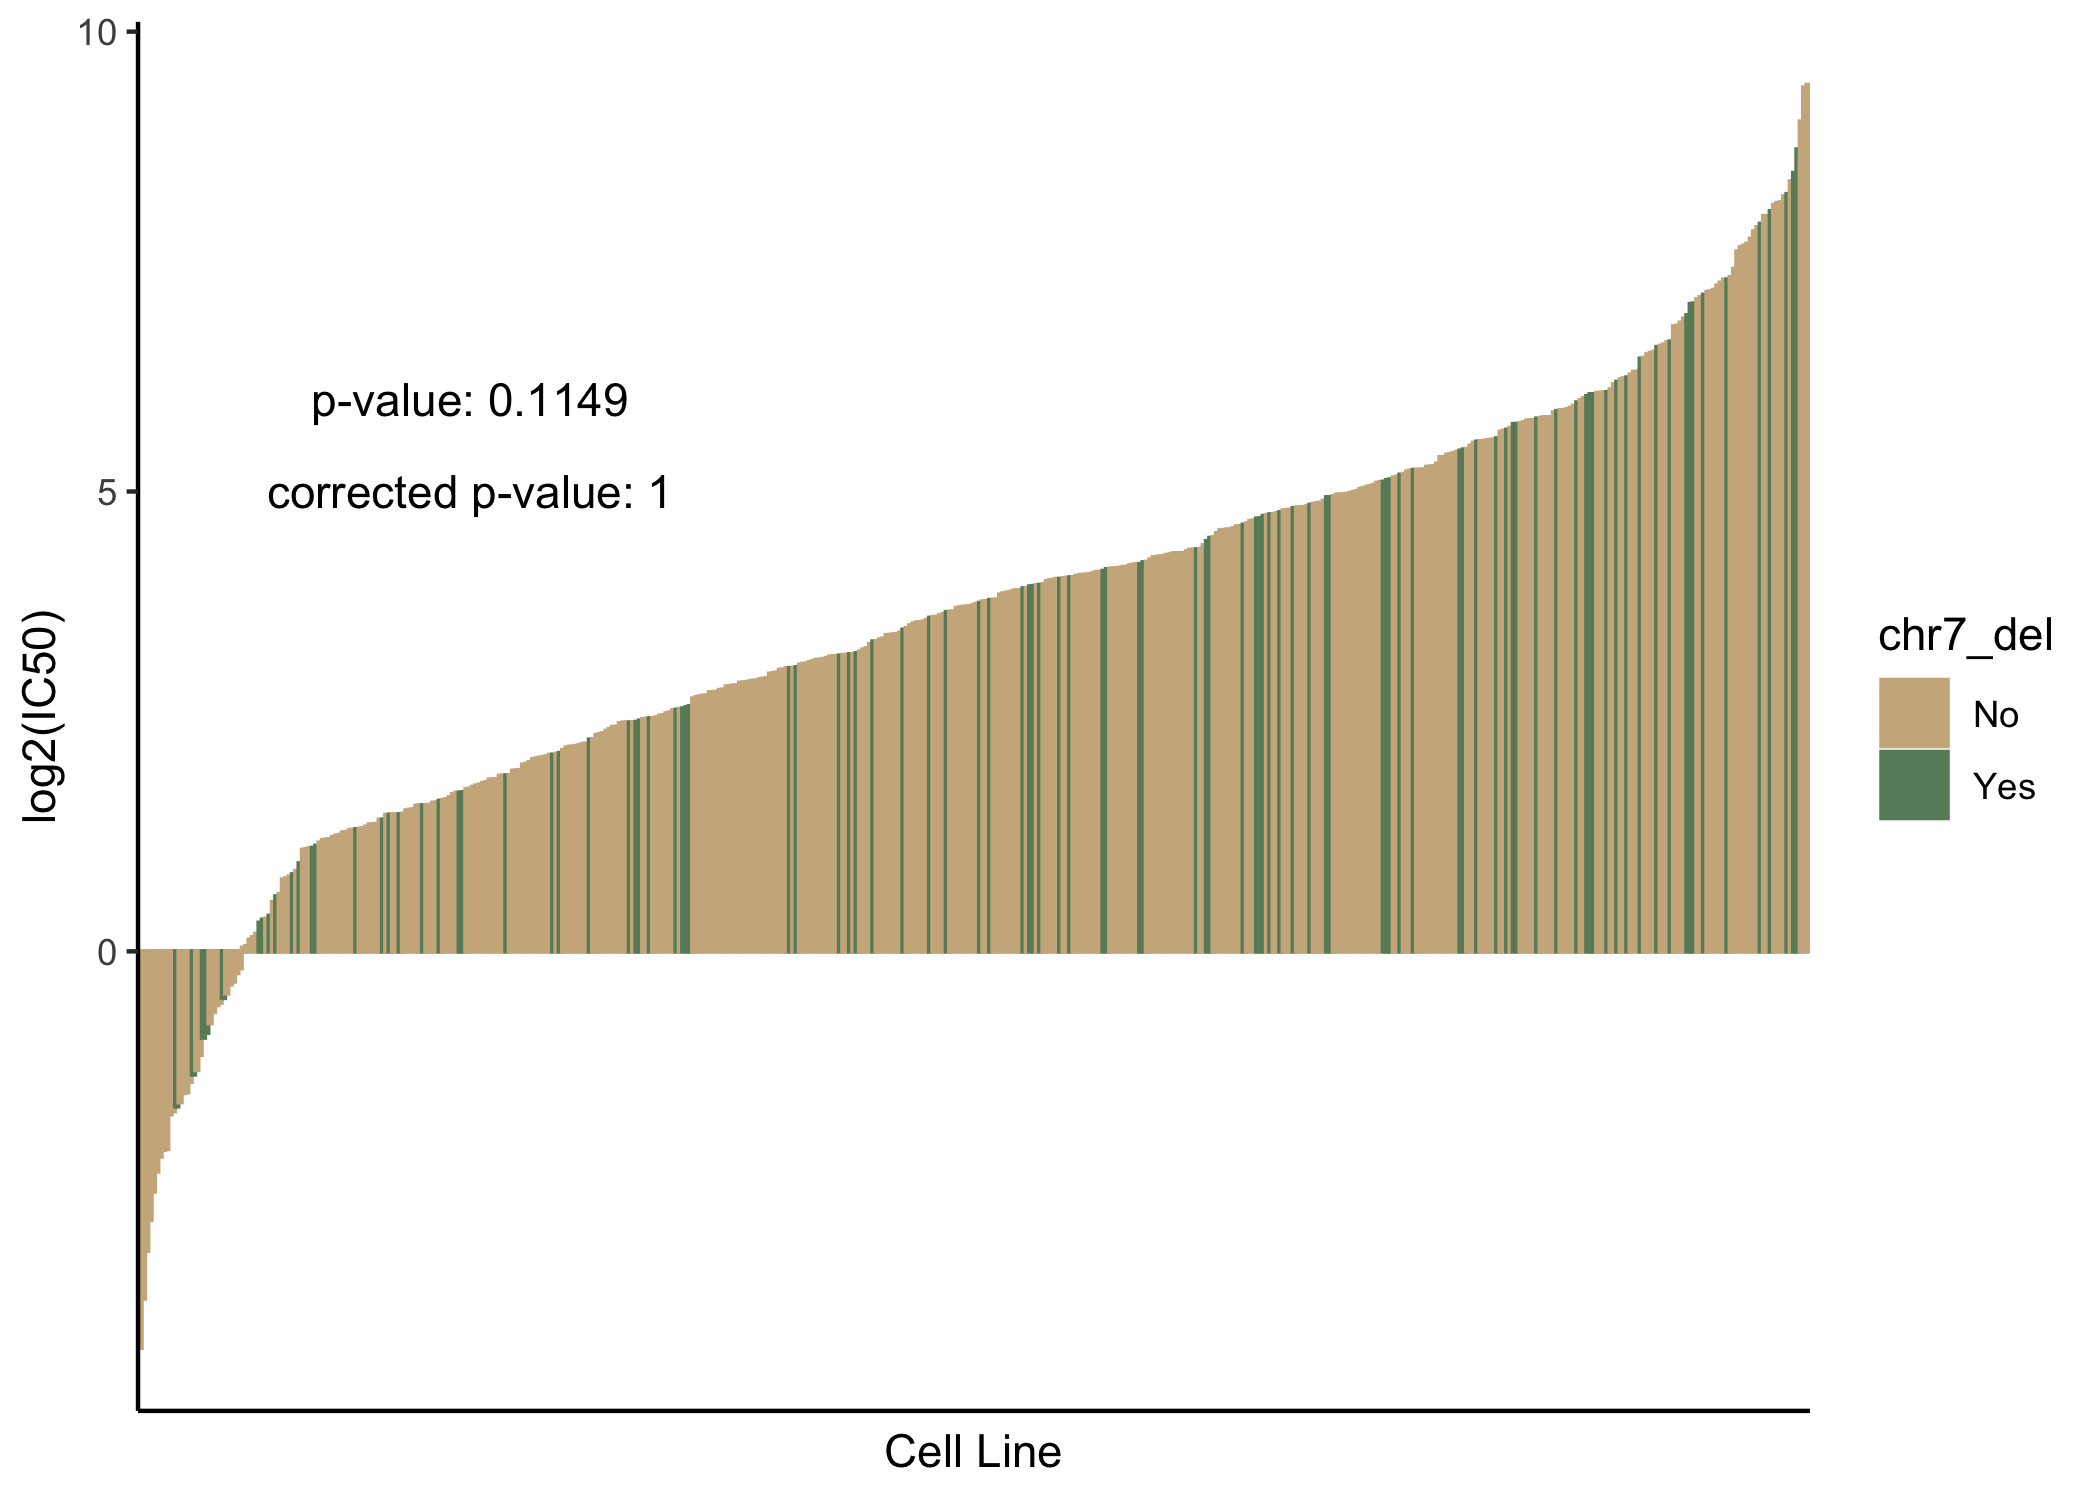 10
p-value: 0.1149
5
corrected p-value: 1
log2(IC50)
0
chr7_del
No
Yes
Cell Line